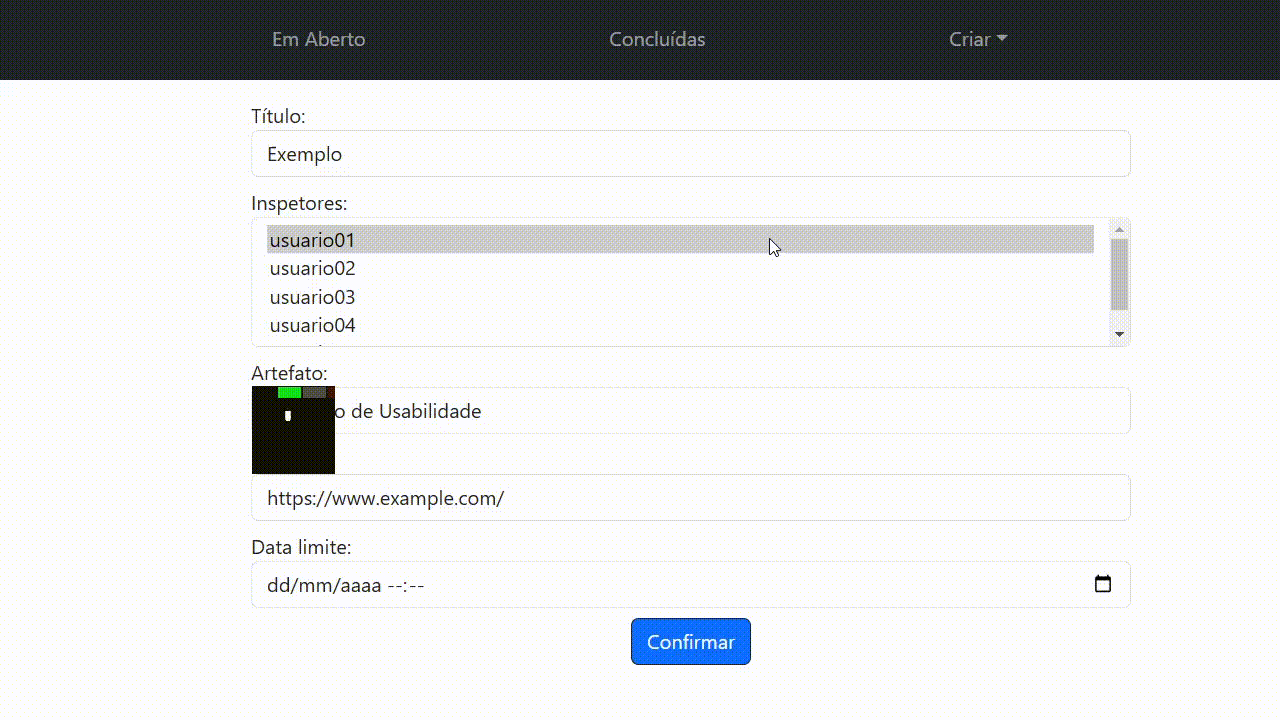 Em Aberto
Concluídas
Criar
Título:
Exemplo
Inspetores:
usuario01
usuario02
usuario03
usuario04
Artefato:
de Usabilidade
https://www.example.com/
Data limite:
dd/mm/aaaa --:--
Confirmar